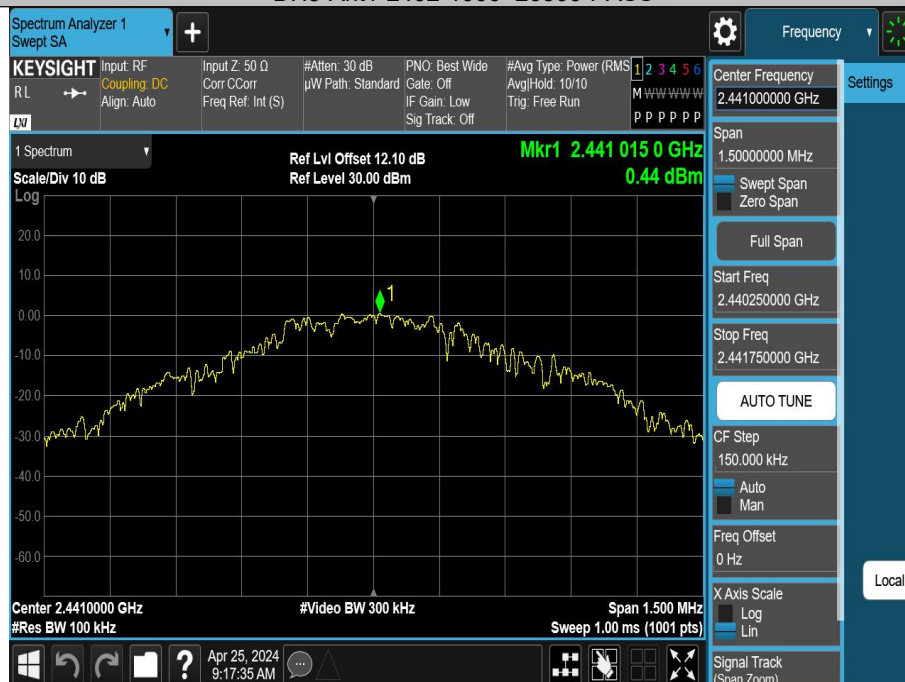 Spectrum Analyzer 1
Swept SA
+
Frequency
KEYSIGHT
RL
LXI
Input: RF
Coupling: DC
Align: Auto
Input Z: 50 Ω
Corr CCorr
Freq Ref: Int (S)
#Atten: 30 dB
µW Path: Standard
PNO: Best Wide
Gate: Off
IF Gain: Low
Sig Track: Off
#Avg Type: Power (RMS
Avg|Hold: 10/10
Trig: Free Run
1 2 3 4 5 6
M W W W W W
P P P P P P
1 Spectrum
Scale/Div 10 dB
Log
Ref Lvl Offset 12.10 dB
Ref Level 30.00 dBm
Mkr1 2.441 015 0 GHz
0.44 dBm
20.0
10.0
0.00
-10.0
-20.0
-30.0
-40.0
-50.0
-60.0
1
Center 2.4410000 GHz
#Res BW 100 kHz
#Video BW 300 kHz
Span 1.500 MHz
Sweep 1.00 ms (1001 pts)
Apr 25, 2024
9:17:35 AM
?
Center Frequency
2.441000000 GHz
Settings
Span
1.50000000 MHz
Swept Span
Zero Span
Full Span
Start Freq
2.440250000 GHz
Stop Freq
2.441750000 GHz
AUTO TUNE
CF Step
150.000 kHz
Auto
Man
Freq Offset
0 Hz
X Axis Scale
Log
Lin
Local
Signal Track
(Span Zoom)